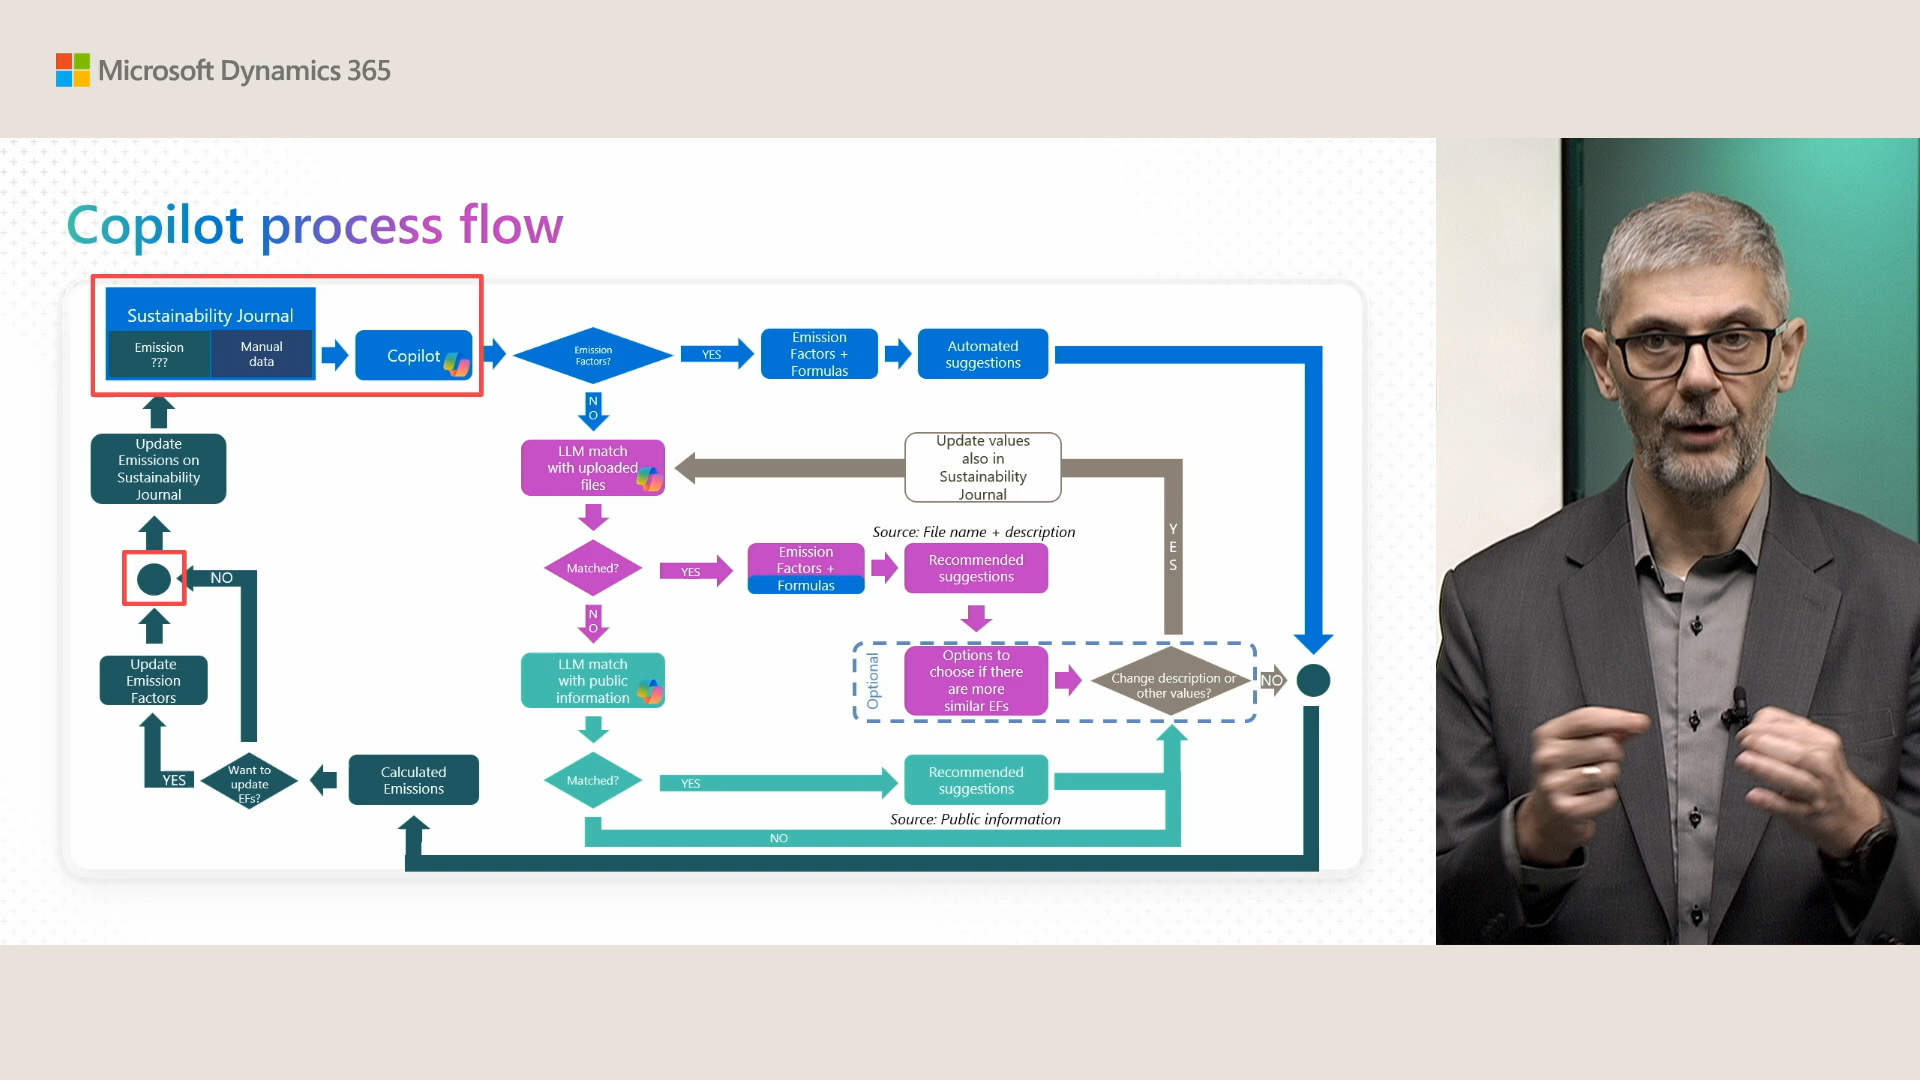 Microsoft Dynamics 365
Copilot process flow
Sustainability Journal
Emission
???
Manual
data
Copilot
Emission
Factors?
YES
Emission
Factors +
Formulas
Automated
suggestions
N
O
Update
Emissions on
Sustainability
Journal
LLM match
with uploaded
files
Update values
also in
Sustainability
Journal
Y
E
S
Source: File name + description
Matched?
YES
Emission
Factors +
Formulas
Recommended
suggestions
NO
N
O
Update
Emission
Factors
LLM match
with public
information
Optional
Options to
choose if there
are more
similar EFs
Change description or
other values?
NO
YES
Want to
update
EFs?
Calculated
Emissions
Matched?
YES
Recommended
suggestions
Source: Public information
NO